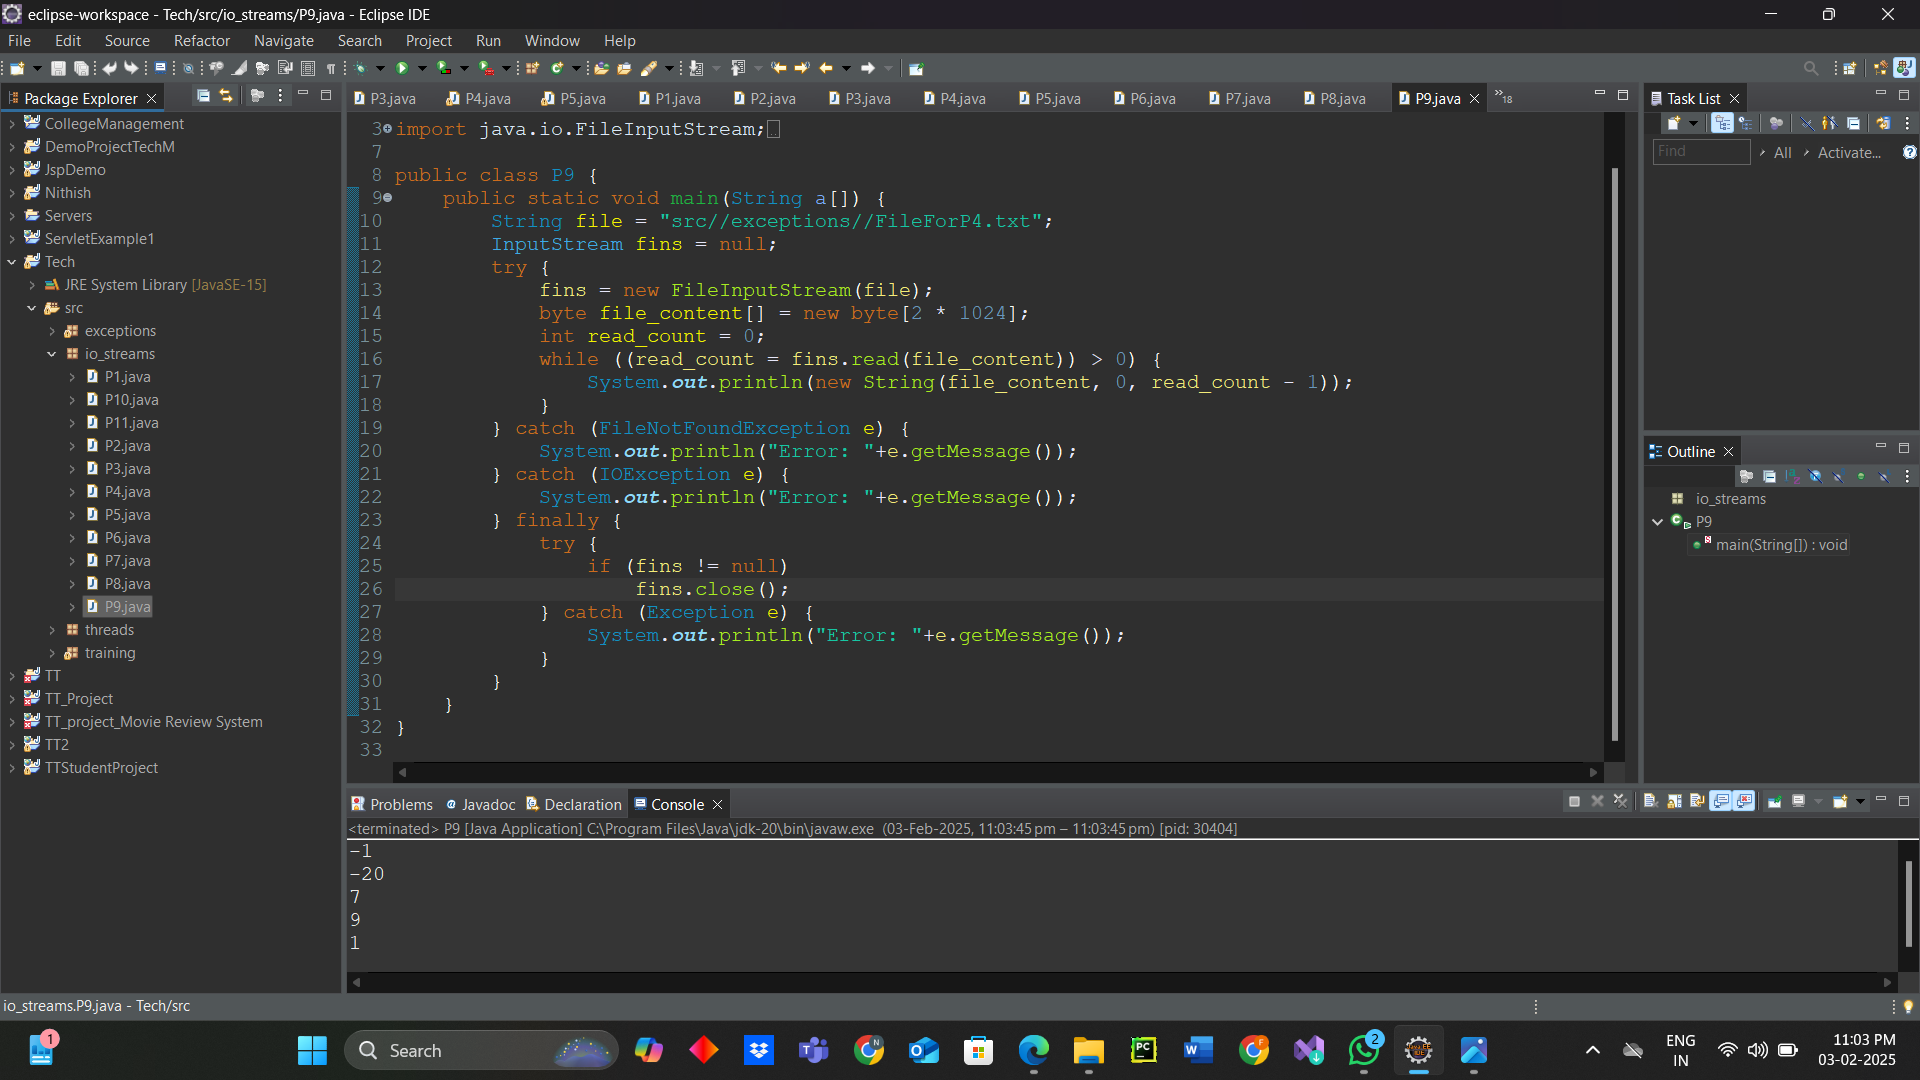 eclipse-workspace - Tech/src/io_streams/P9.java - Eclipse IDE
File Edit Source Refactor Navigate Search Project Run Window Help
Package Explorer
P3.java P4.java P5.java P1.java P2.java P3.java P4.java P5.java P6.java P7.java P8.java P9.java 18
Task List
CollegeManagement
DemoProjectTechM
JspDemo
Nithish
Servers
ServletExample1
Tech
JRE System Library [JavaSE-15]
src
exceptions
io_streams
P1.java
P10.java
P11.java
P2.java
P3.java
P4.java
P5.java
P6.java
P7.java
P8.java
P9.java
threads
training
TT
TT_Project
TT_project_Movie Review System
TT2
TTStudentProject
3 import java.io.FileInputStream;
7
8 public class P9 {
9 public static void main(String a[]) {
10 String file = "src//exceptions//FileForP4.txt";
11 InputStream fins = null;
12 try {
13 fins = new FileInputStream(file);
14 byte file_content[] = new byte[2 * 1024];
15 int read_count = 0;
16 while ((read_count = fins.read(file_content)) > 0) {
17 System.out.println(new String(file_content, 0, read_count - 1));
18 }
19 } catch (FileNotFoundException e) {
20 System.out.println("Error: "+e.getMessage());
21 } catch (IOException e) {
22 System.out.println("Error: "+e.getMessage());
23 } finally {
24 try {
25 if (fins != null)
26 fins.close();
27 } catch (Exception e) {
28 System.out.println("Error: "+e.getMessage());
29 }
30 }
31 }
32 }
33
Find All Activate...
Outline
io_streams
P9
main(String[]) : void
Problems Javadoc Declaration Console
<terminated> P9 [Java Application] C:\Program Files\Java\jdk-20\bin\javaw.exe (03-Feb-2025, 11:03:45 pm – 11:03:45 pm) [pid: 30404]
-1
-20
7
9
1
io_streams.P9.java - Tech/src
1
Search
2
ENG
IN
11:03 PM
03-02-2025